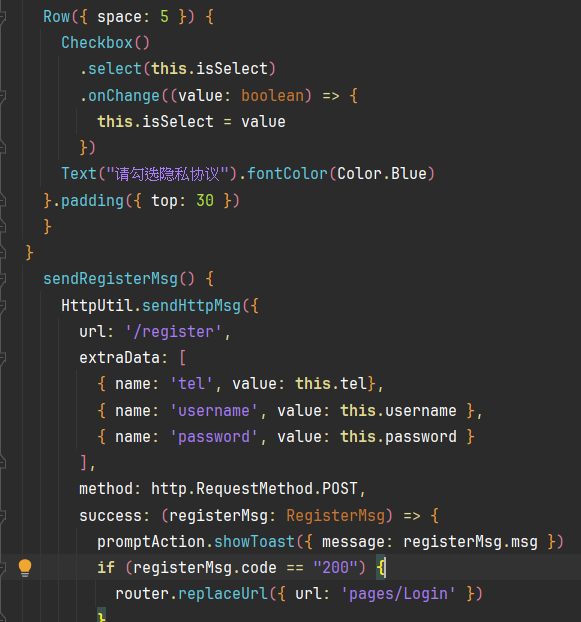 Row({ space: 5 }) {
Checkbox()
.select(this.isSelect)
.onChange((value: boolean) => {
this.isSelect = value
})
Text("请勾选隐私协议").fontColor(Color.Blue)
}.padding({ top: 30 })
}
}
sendRegisterMsg() {
HttpUtil.sendHttpMsg({
url: '/register',
extraData: [
{ name: 'tel', value: this.tel},
{ name: 'username', value: this.username },
{ name: 'password', value: this.password }
],
method: http.RequestMethod.POST,
success: (registerMsg: RegisterMsg) => {
promptAction.showToast({ message: registerMsg.msg })
if (registerMsg.code == "200") {
router.replaceUrl({ url: 'pages/Login' })
}